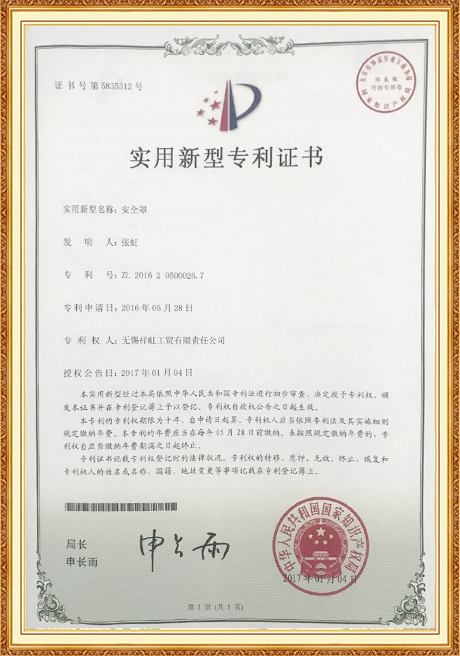 证书号第5835312号
实用新型专利证书
实用新型名称：安全罩
发明人：张虹
专利号：ZL 2016 2 0500026.7
专利申请日：2016年05月28日
专利权人：无锡祥虹工贸有限责任公司
授权公告日：2017年01月04日
本实用新型经过本局依照中华人民共和国专利法进行初步审查，决定授予专利权，颁
发本证书并在专利登记簿上予以登记。专利权自授权公告之日起生效。
本专利的专利权期限为十年，自申请日起算。专利权人应当依照专利法及其实施细则
规定缴纳年费。本专利的年费应当在每年05月28日前缴纳。未按照规定缴纳年费的，专
利权自应当缴纳年费期满之日起终止。
专利证书记载专利权登记时的法律状况。专利权的转移、质押、无效、终止、恢复和
专利权人的姓名或名称、国籍、地址变更等事项记载在专利登记簿上。
局长
申长雨
申长雨
中华人民共和国国家知识产权局
2017年01月04日
第1页(共1页)